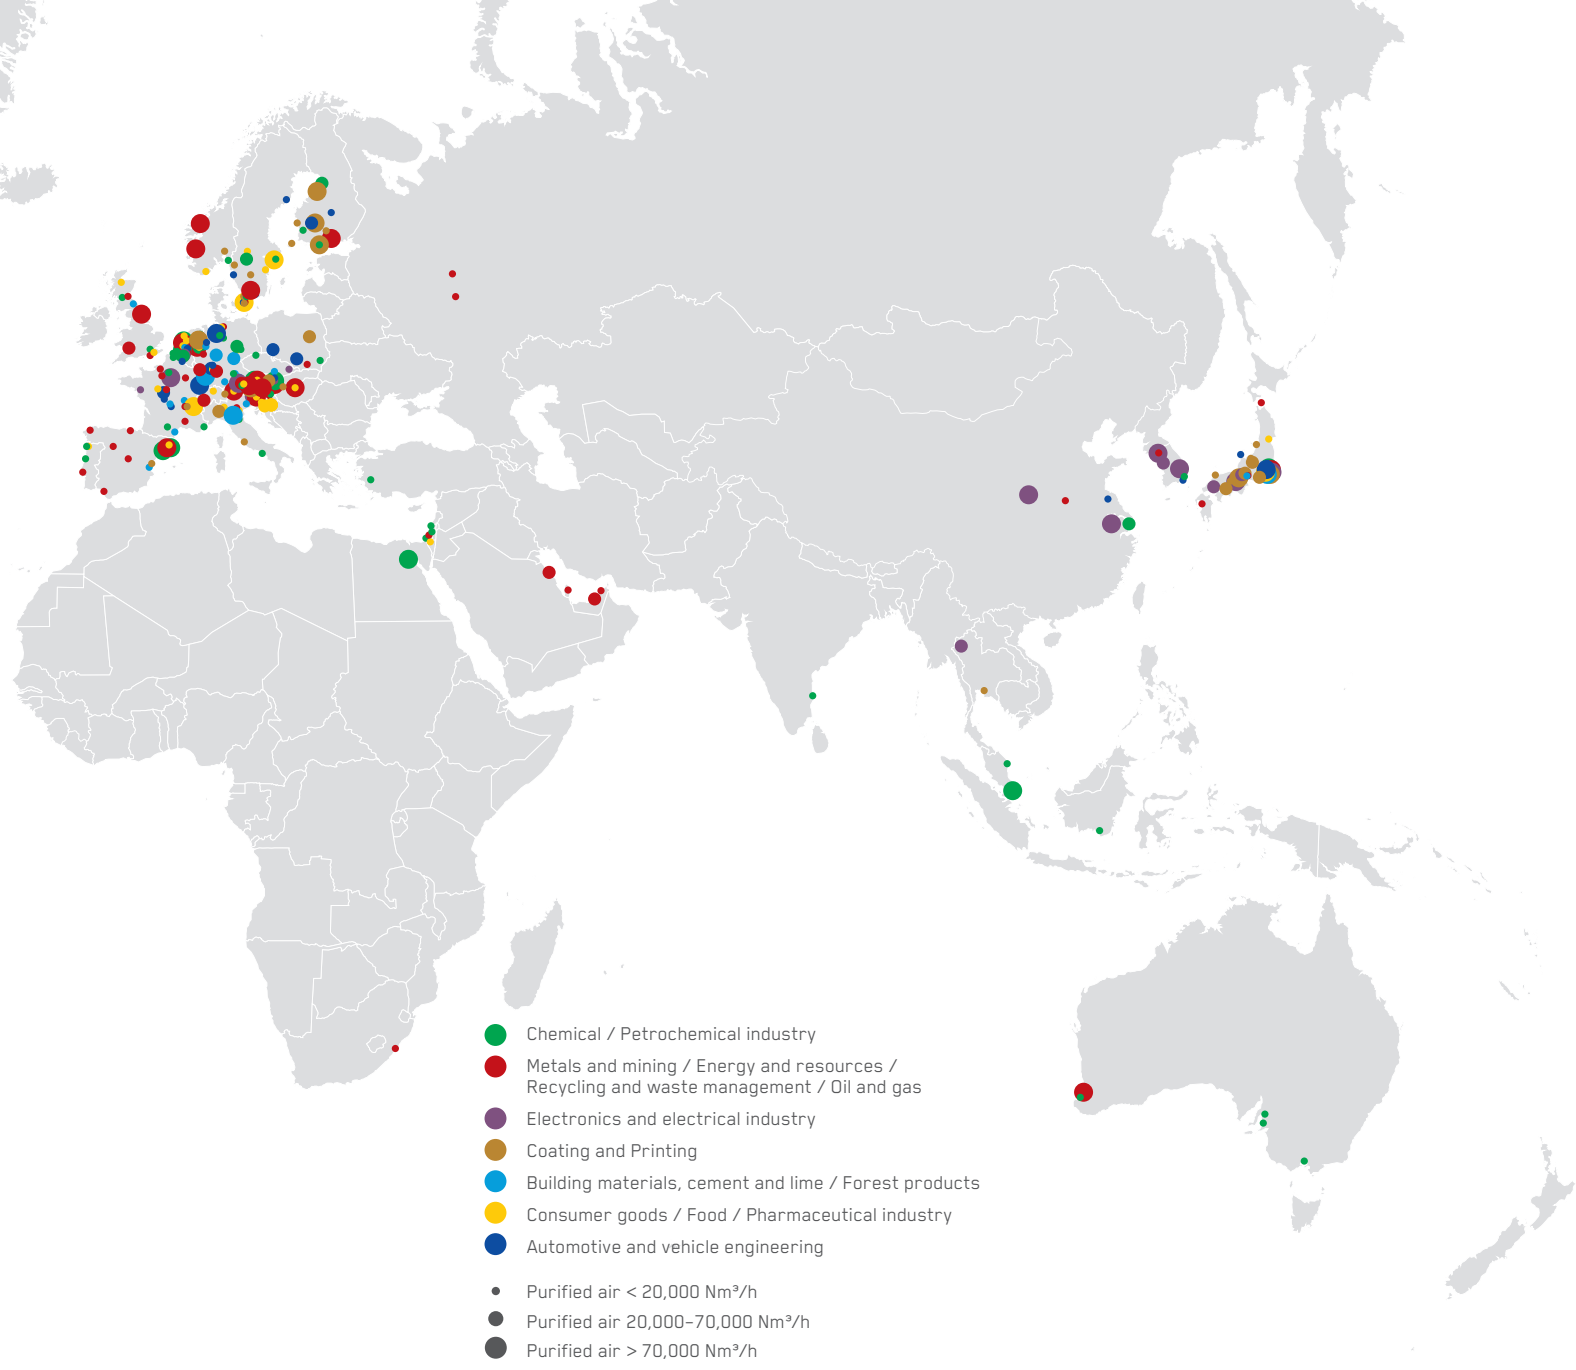 Chemical / Petrochemical industry
Metals and mining / Energy and resources /
Recycling and waste management / Oil and gas
Electronics and electrical industry
Coating and Printing
Building materials, cement and lime / Forest products
Consumer goods / Food / Pharmaceutical industry
Automotive and vehicle engineering
Purified air < 20,000 Nm³/h
Purified air 20,000–70,000 Nm³/h
Purified air > 70,000 Nm³/h